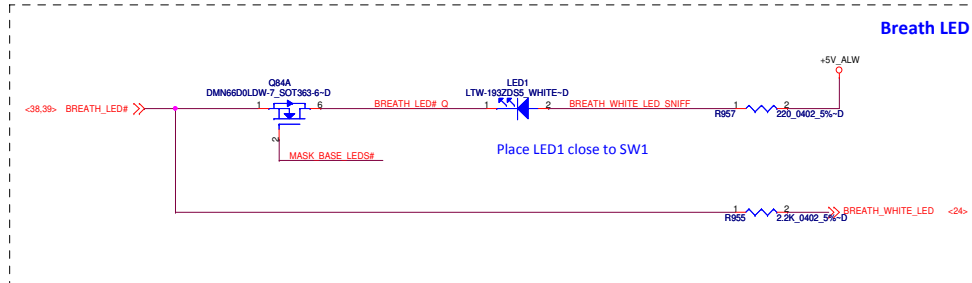 Breath LED
+5V_ALW
Q84A
DMN66D0LDW-7_SOT363-6~D
LED1
LTW-193ZDS5_WHITE~D
<38,39> BREATH_LED#
1
6
BREATH_LED#_Q
1
2
BREATH_WHITE_LED_SNIFF
1
2
R957
220_0402_5%~D
2
MASK_BASE_LEDS#
Place LED1 close to SW1
1
2
BREATH_WHITE_LED <24>
R955
2.2K_0402_5%~D